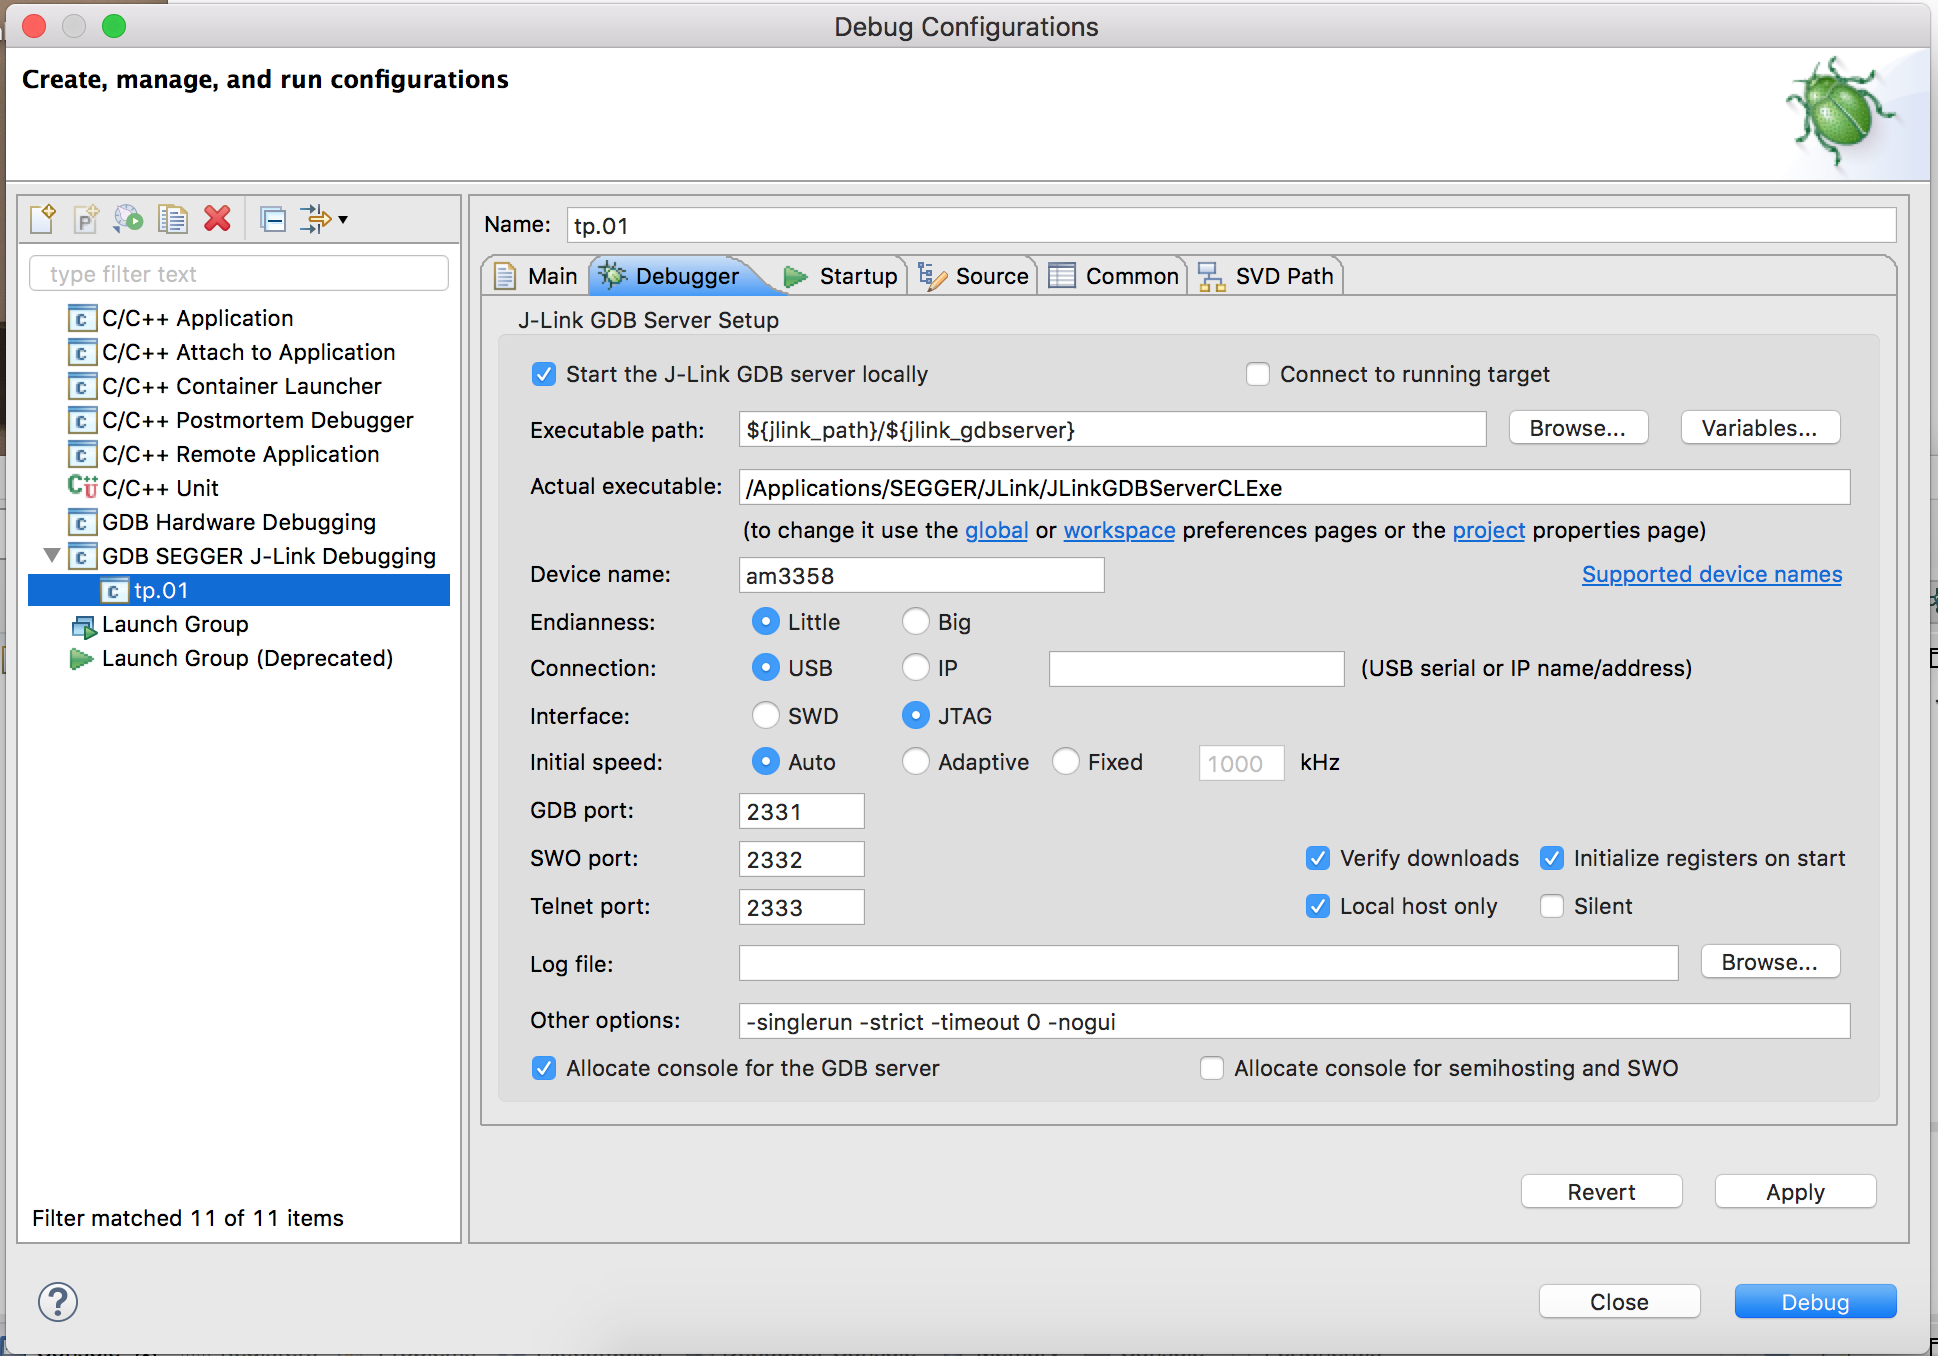 Debug Configurations
Create, manage, and run configurations
type filter text
C/C++ Application
C/C++ Attach to Application
C/C++ Container Launcher
C/C++ Postmortem Debugger
C/C++ Remote Application
C/C++ Unit
GDB Hardware Debugging
GDB SEGGER J-Link Debugging
tp.01
Launch Group
Launch Group (Deprecated)
Filter matched 11 of 11 items
Name: tp.01
Main Debugger Startup Source Common SVD Path
J-Link GDB Server Setup
Start the J-Link GDB server locally Connect to running target
Executable path: ${jlink_path}/${jlink_gdbserver} Browse... Variables...
Actual executable: /Applications/SEGGER/JLink/JLinkGDBServerCLExe
(to change it use the global or workspace preferences pages or the project properties page)
Device name: am3358 Supported device names
Endianness: Little Big
Connection: USB IP (USB serial or IP name/address)
Interface: SWD JTAG
Initial speed: Auto Adaptive Fixed 1000 kHz
GDB port: 2331
SWO port: 2332 Verify downloads Initialize registers on start
Telnet port: 2333 Local host only Silent
Log file: Browse...
Other options: -singlerun -strict -timeout 0 -nogui
Allocate console for the GDB server Allocate console for semihosting and SWO
Revert Apply
? Close Debug